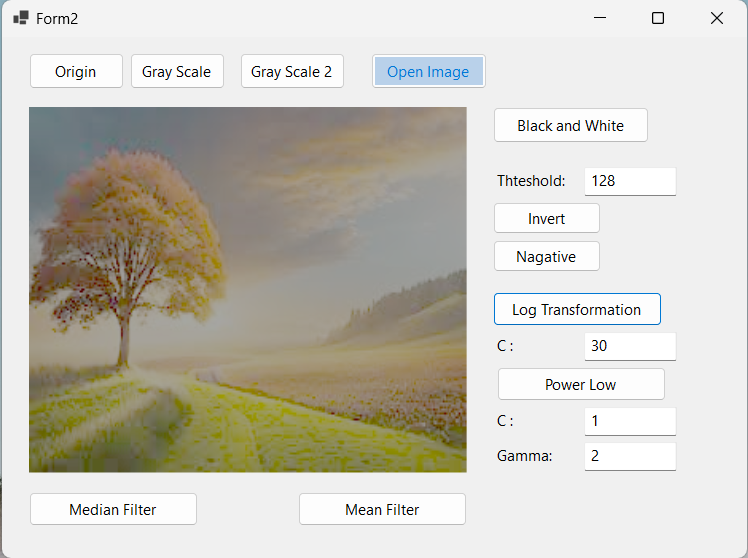 Form2
Origin
Gray Scale
Gray Scale 2
Open Image
Black and White
Thteshold:
128
Invert
Nagative
Log Transformation
C :
30
Power Low
C :
1
Gamma:
2
Median Filter
Mean Filter